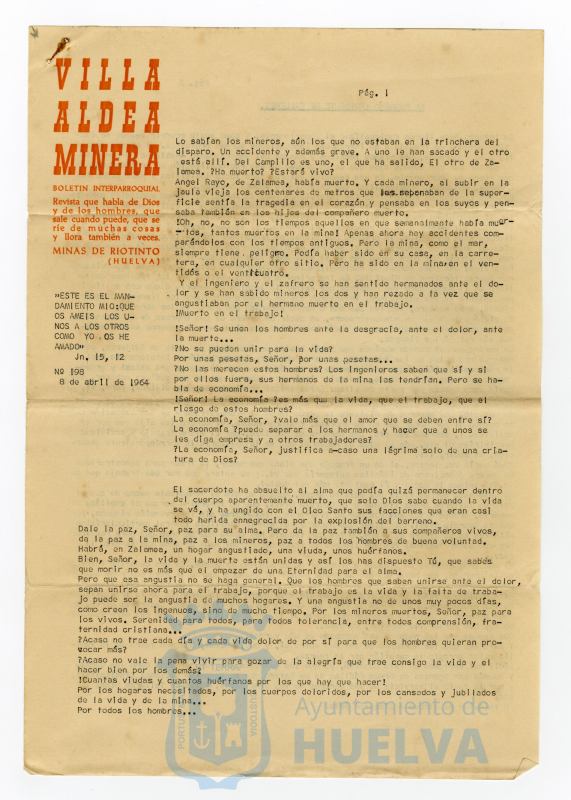 VILLA
ALDEA
MINERA
BOLETIN INTERPARROQUIAL
Revista que habla de Dios
y de los hombres, que
sale cuando puede, que se
ríe de muchas cosas
y llora también a veces.
MINAS DE RIOTINTO
(HUELVA)
»ESTE ES EL MAN-
DAMIENTO MIO:QUE
OS AMEIS LOS U-
NOS A LOS OTROS
COMO YO OS HE
AMADO»
Jn. 15, 12
Nº 198
8 de abril de 1964
Pág. 1
Lo sabían los mineros, aún los que no estaban en la trinchera del
disparo. Un accidente y además grave. A uno le han sacado y el otro
está allí. Del Campillo es uno, el que ha salido, El otro de Za-
lamea. ?Ha muerto? ?Estará vivo?
Angel Rayo, de Zalamea, había muerto. Y cada minero, al subir en la
jaula vieja los centenares de metros que los separaban de la super-
ficie sentía la tragedia en el corazón y pensaba en los suyos y pen-
saba también en los hijos del compañero muerto.
!Oh, no, no son los tiempos aquellos en que semanalmente había muer-
tos, tantos muertos en la mina! Apenas ahora hay accidentes com-
parándolos con los tiempos antiguos. Pero la mina, como el mar,
siempre tiene peligro. Podía haber sido en su casa, en la carre-
tera, en cualquier otro sitio. Pero ha sido en la mina:en el ven-
tidós o el venticuatro.
Y el ingeniero y el zafrero se han sentido hermanados ante el do-
lor y se han sabido mineros los dos y han rezado a la vez que se
angustiaban por el hermano muerto en el trabajo.
!Muerto en el trabajo!
!Señor! Se unen los hombres ante la desgracia, ante el dolor, ante
la muerte...
?No se pueden unir para la vida?
Por unas pesetas, Señor, por unas pesetas...
?No las merecen estos hombres? Los ingenieros saben que sí y si
por ellos fuera, sus hermanos de la mina las tendrían. Pero se ha-
bla de economía...
!Señor! La economía ?es más que la vida, que el trabajo, que el
riesgo de estos hombres?
La economía, Señor, ?vale más que el amor que se deben entre sí?
La economía ?puede separar a los hermanos y hacer que a unos se
les diga empresa y a otros trabajadores?
?La economía, Señor, justifica a-caso una lágrima solo de una cria-
tura de Dios?
El sacerdote ha absuelto al alma que podía quizá permanecer dentro
del cuerpo aparentemente muerto, que solo Dios sabe cuando la vida
se vá, y ha ungido con el Oleo Santo sus facciones que eran casi
todo herida ennegrecida por la explosión del barreno.
Dale la paz, Señor, paz para su alma. Pero da la paz también a sus compañeros vivos,
da la paz a la mina, paz a los mineros, paz a todos los hombres de buena voluntad.
Habrá, en Zalamea, un hogar angustiado, una viuda, unos huérfanos.
Bien, Señor, la vida y la muerte están unidas y así los has dispuesto Tú, que sabes
que morir no es más que el empezar de una Eternidad para el alma.
Pero que esa angustia no se haga general. Que los hombres que saben unirse ante el dolor,
sepan unirse ahora para el trabajo, porque el trabajo es la vida y la falta de traba-
jo puede ser la angustia de muchos hogares. Y una angustia no de unos muy pocos días,
como creen los ingenuos, sino de mucho tiempo. Por los mineros muertos, Señor, paz para
los vivos. Serenidad para todos, para todos tolerancia, entre todos comprensión, fra-
ternidad cristiana...
?Acaso no trae cada día y cada vida dolor de por sí para que los hombres quieran pro-
vocar más?
?Acaso no vale la pena vivir para gozar de la alegría que trae consigo la vida y el
hacer bien por los demás?
!Cuantas viudas y cuantos huérfanos por los que hay que hacer!
Por los hogares necesitados, por los cuerpos doloridos, por los cansados y jubilados
de la vida y de la mina...
Por todos los hombres...
Ayuntamiento de
HUELVA